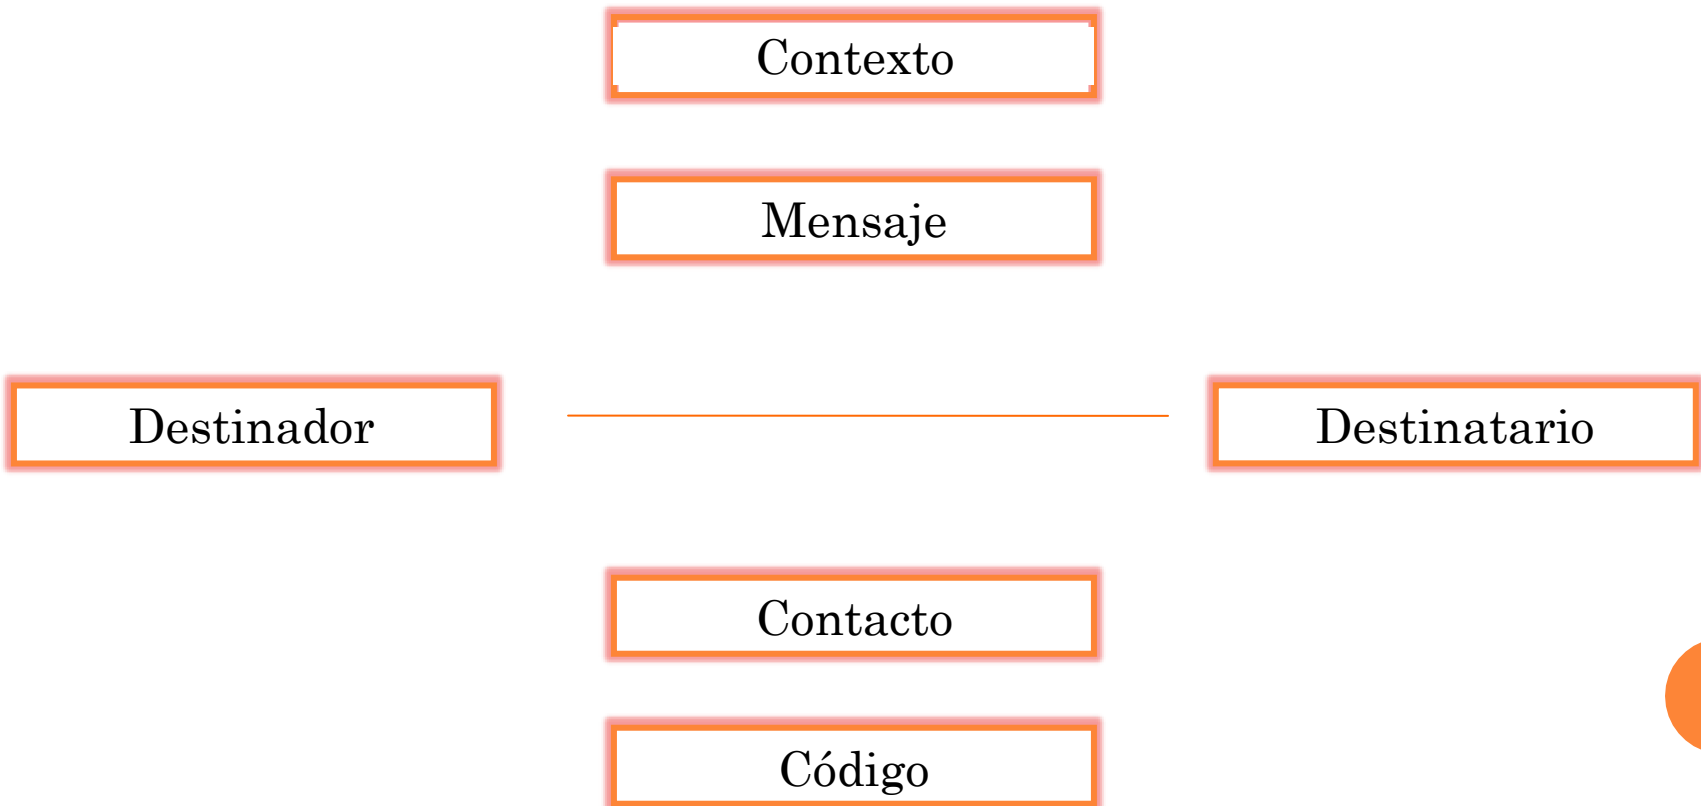 Contexto
Mensaje
Destinador
Destinatario
Contacto
Código